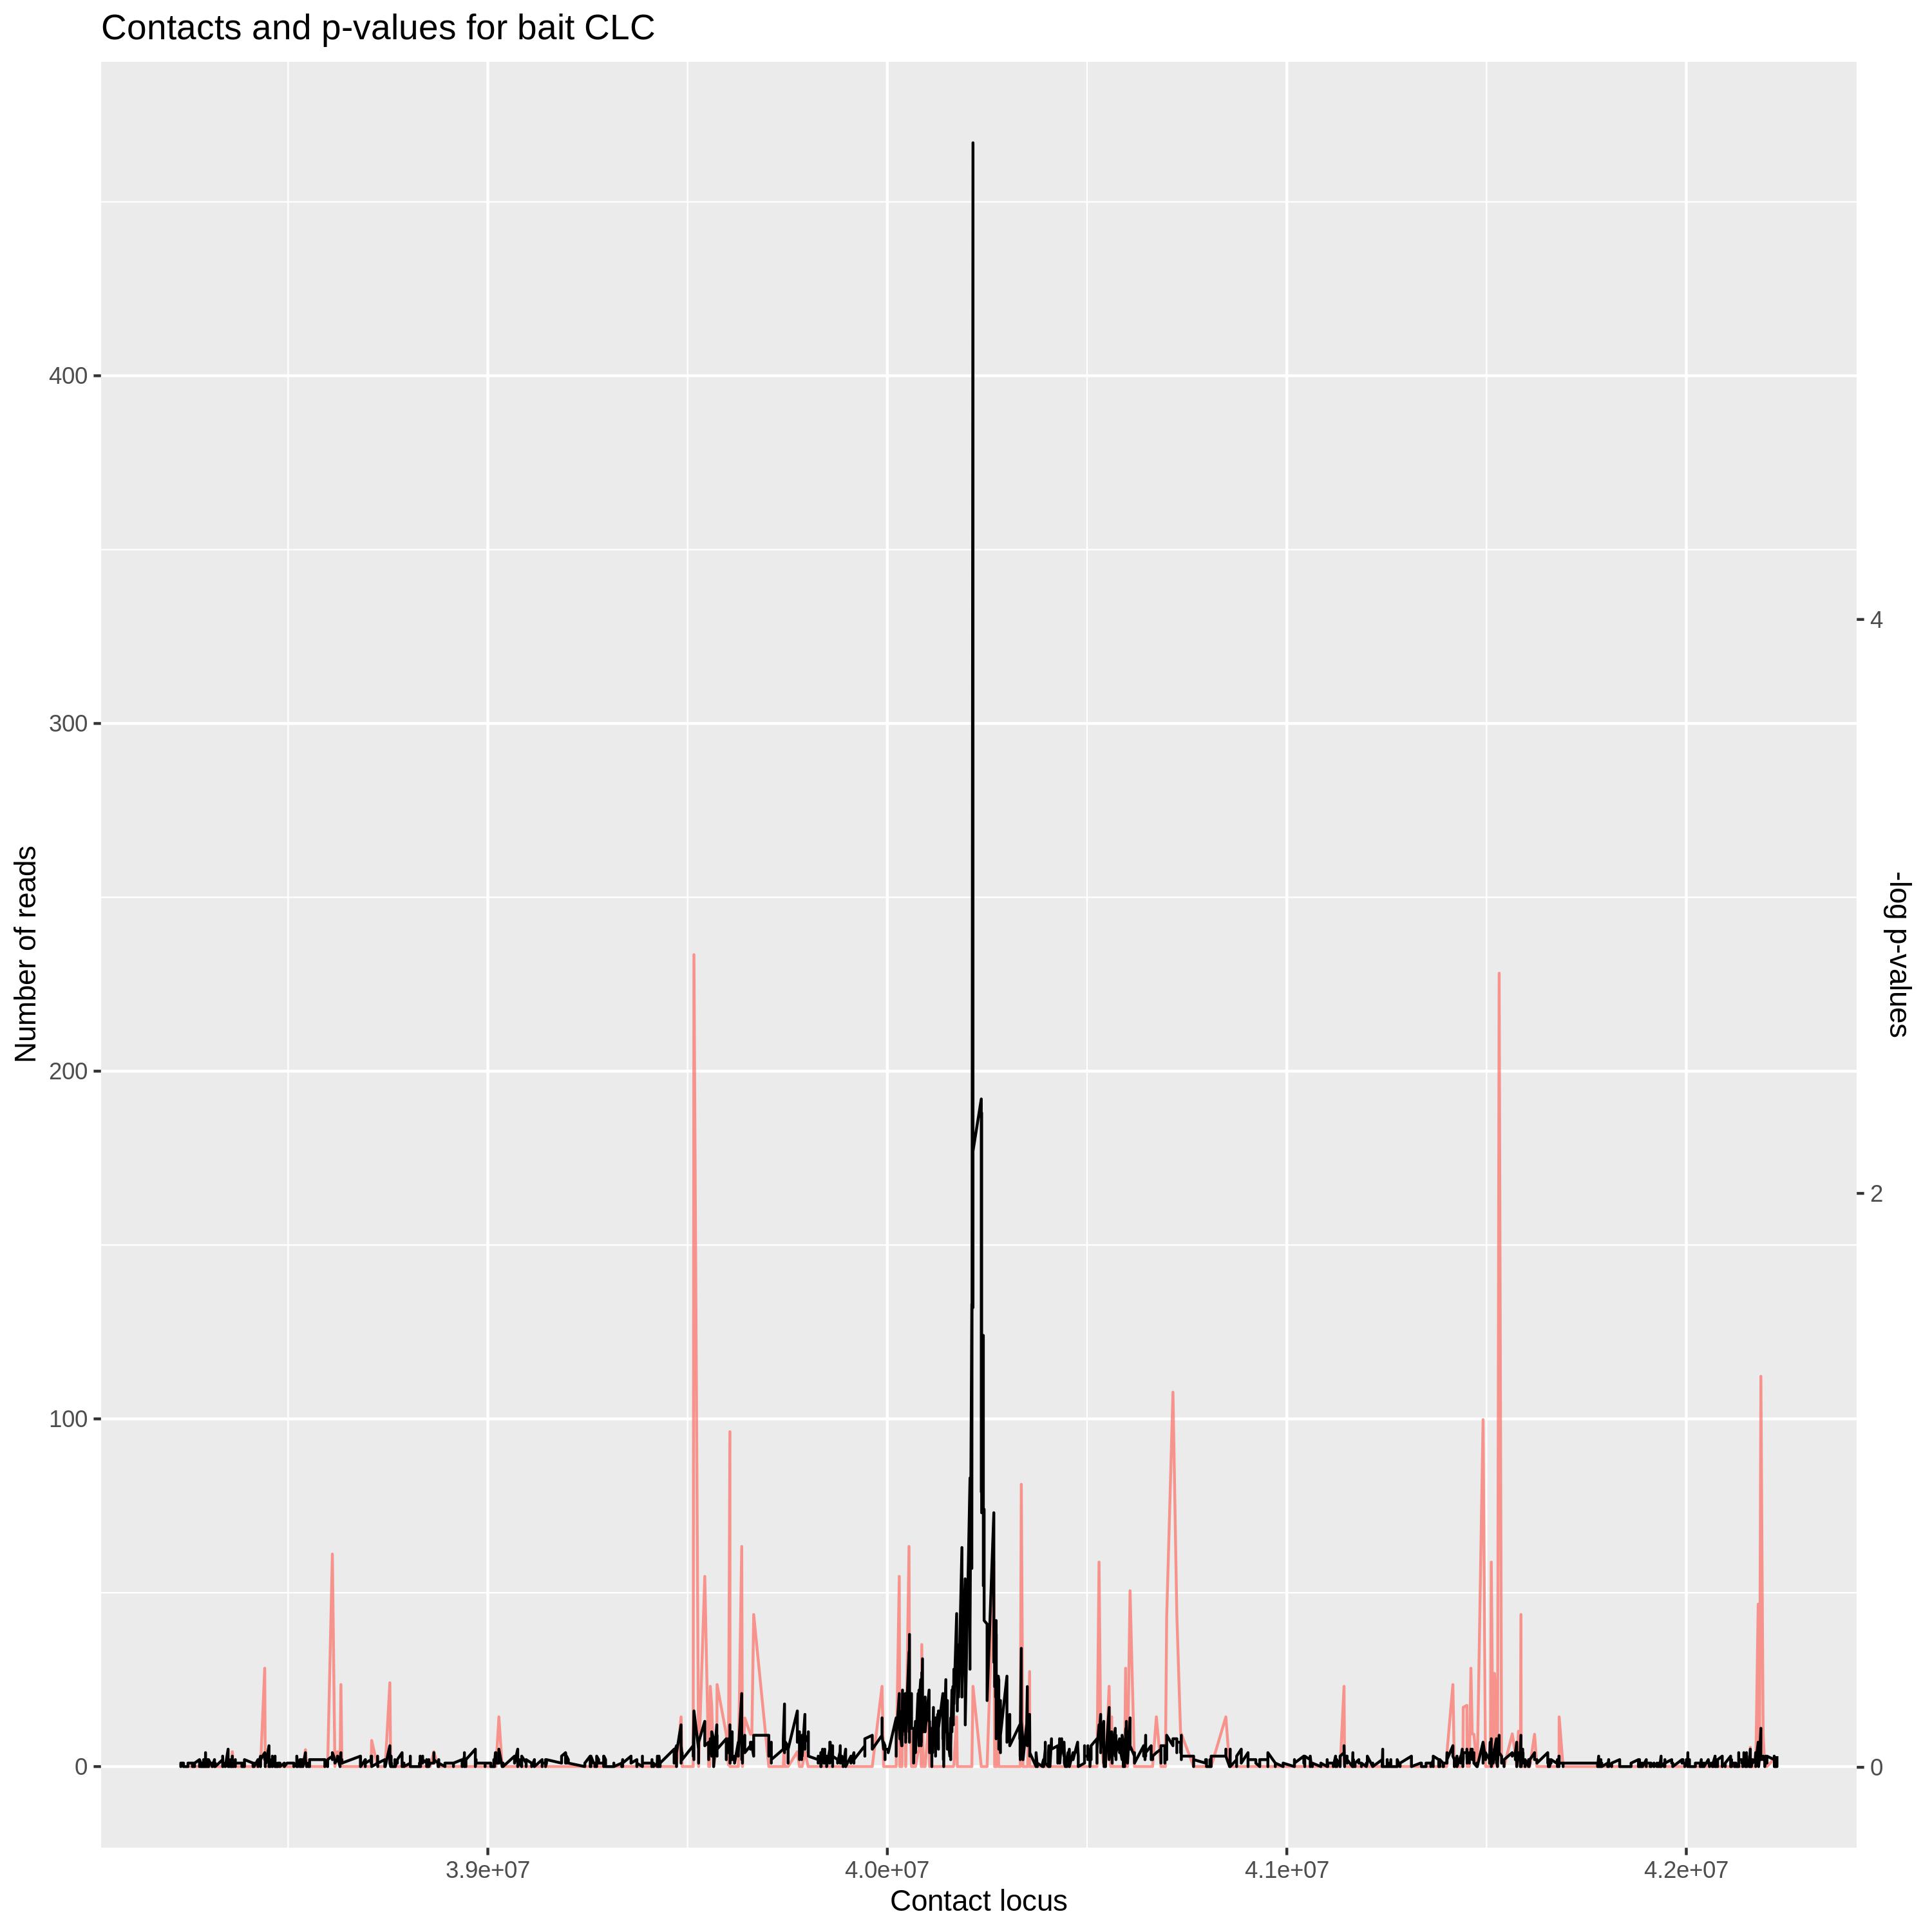 Contacts and p-values for bait CLC
Number of reads
400
300
200
100
0
4
2
0
-log p-values
3.9e+07
4.0e+07
4.1e+07
4.2e+07
Contact locus